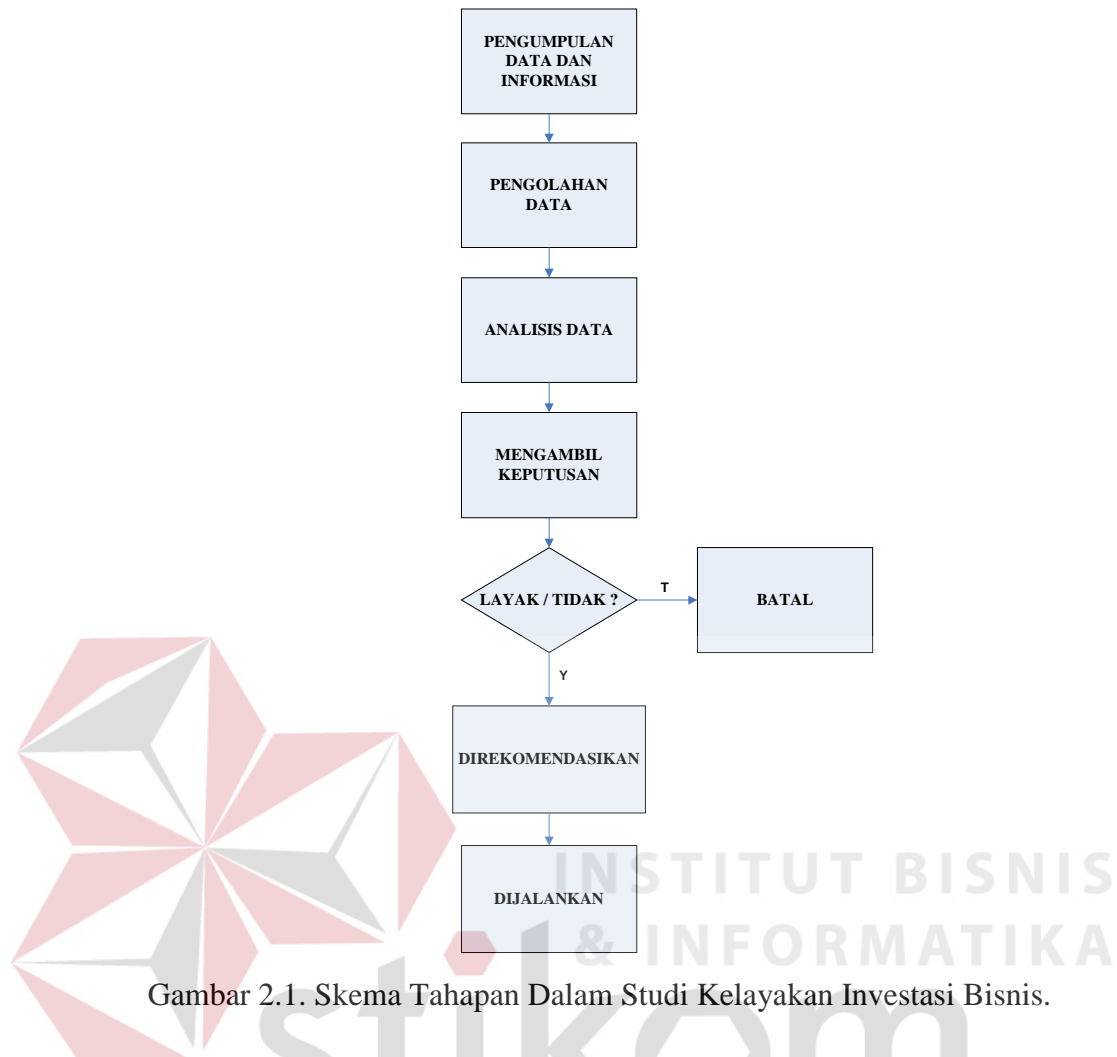 PENGUMPULAN
DATA DAN
INFORMASI
PENGOLAHAN
DATA
ANALISIS DATA
MENGAMBIL
KEPUTUSAN
LAYAK / TIDAK ?
T
BATAL
Y
DIREKOMENDASIKAN
DIJALANKAN
INSTITUT BISNIS
& INFORMATIKA
Gambar 2.1. Skema Tahapan Dalam Studi Kelayakan Investasi Bisnis.
stikom